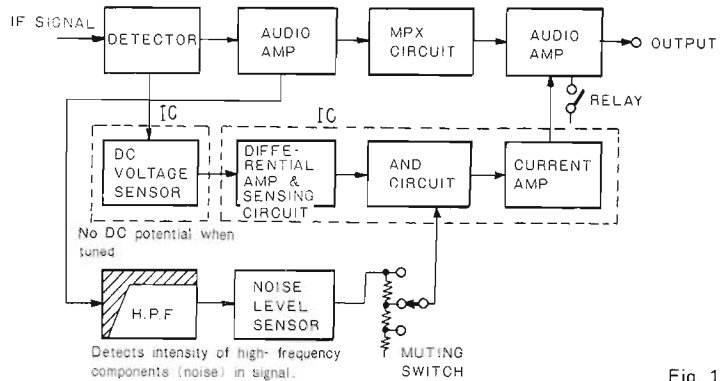 IF SIGNAL
DETECTOR
AUDIO
AMP
MPX
CIRCUIT
AUDIO
AMP
OUTPUT
RELAY
IC
IC
DC
VOLTAGE
SENSOR
DIFFE-
RENTIAL
AMP &
SENSING
CIRCUIT
AND
CIRCUIT
CURRENT
AMP
No DC potential when
tuned
H.P.F
NOISE
LEVEL
SENSOR
MUTING
SWITCH
Detects intensity of high- frequency
components (noise) in signal.
Fig. 1